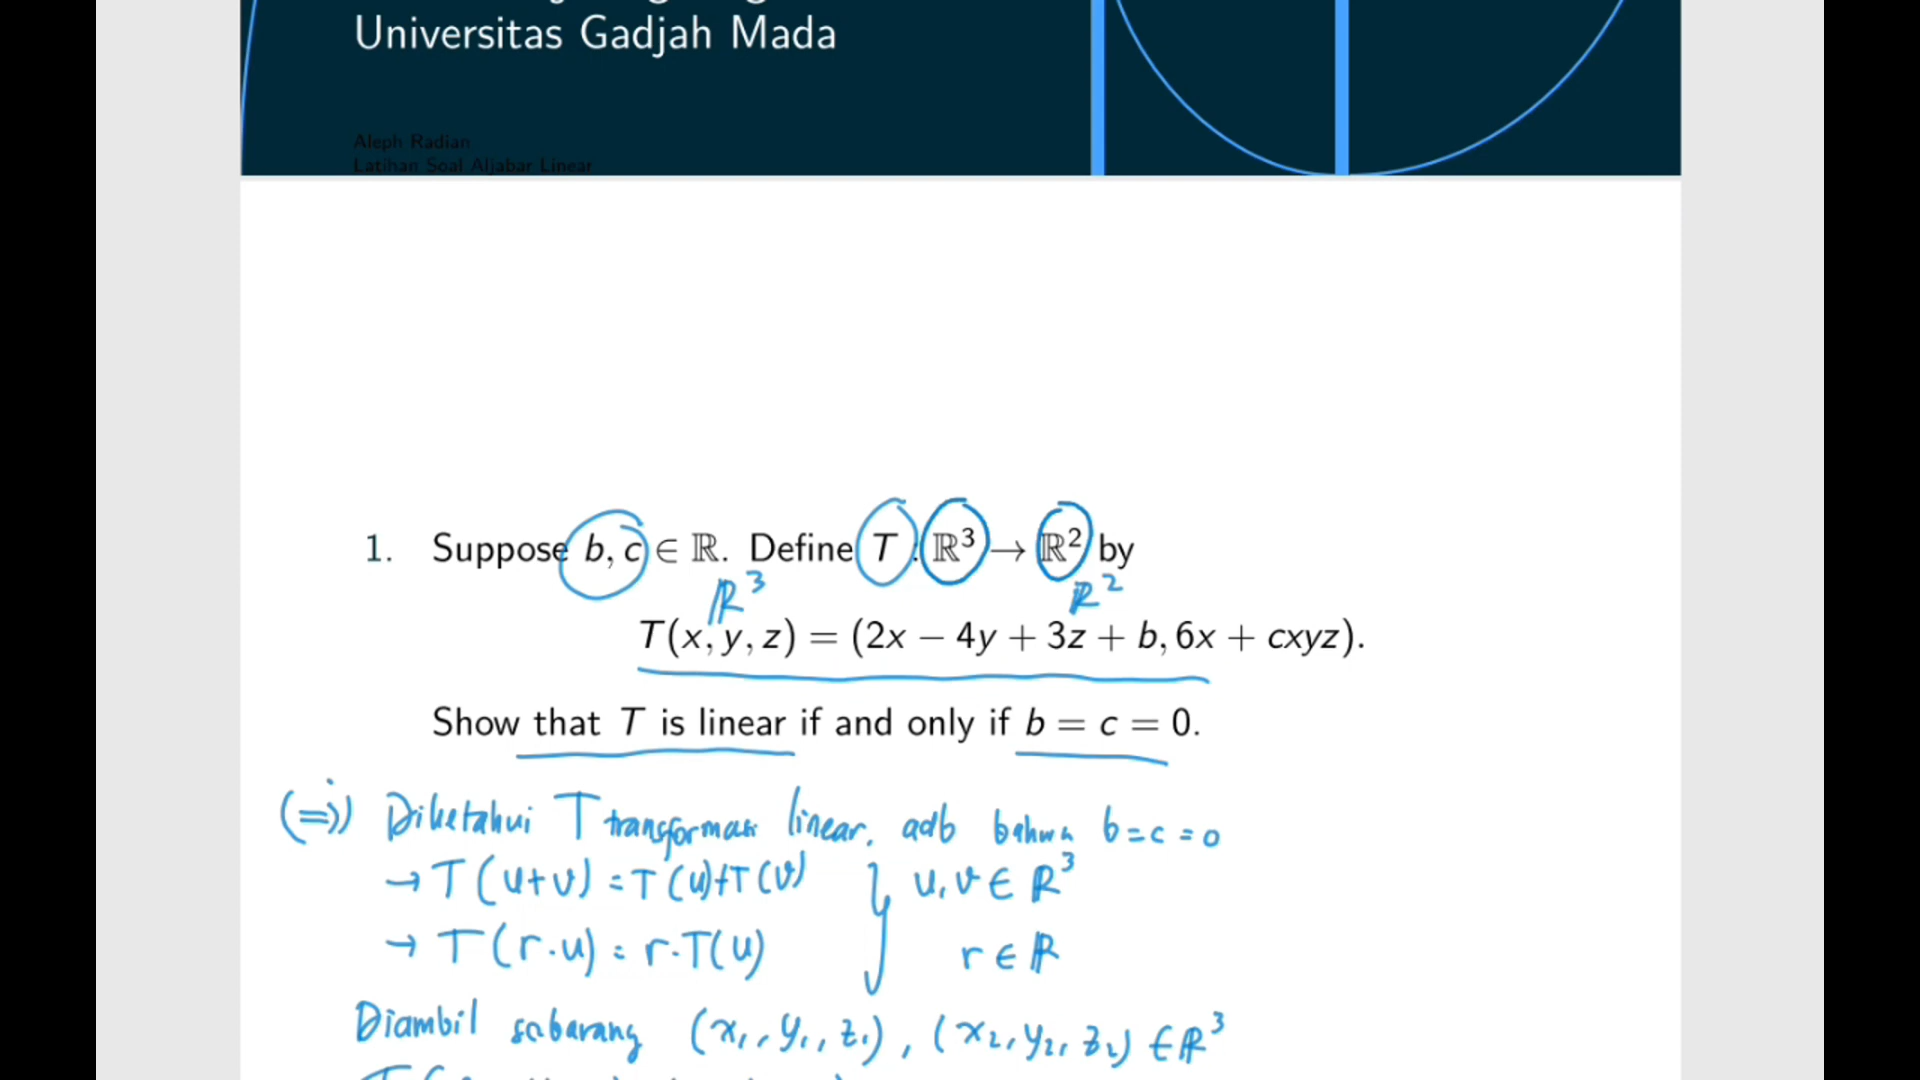 Universitas Gadjah Mada
Aleph Radian
Latihan Soal Aljabar Linear
1. Suppose b, c ∈ ℝ. Define T : ℝ³ → ℝ² by
ℝ³ ℝ²
T(x, y, z) = (2x − 4y + 3z + b, 6x + cxyz).
Show that T is linear if and only if b = c = 0.
(⇒) Diketahui T transformasi linear. adb bahwa b = c = 0
→ T(u+v) = T(u)+T(v) } u, v ∈ ℝ³
→ T(r·u) = r·T(u) r ∈ ℝ
Diambil sebarang (x₁, y₁, z₁), (x₂, y₂, z₂) ∈ ℝ³